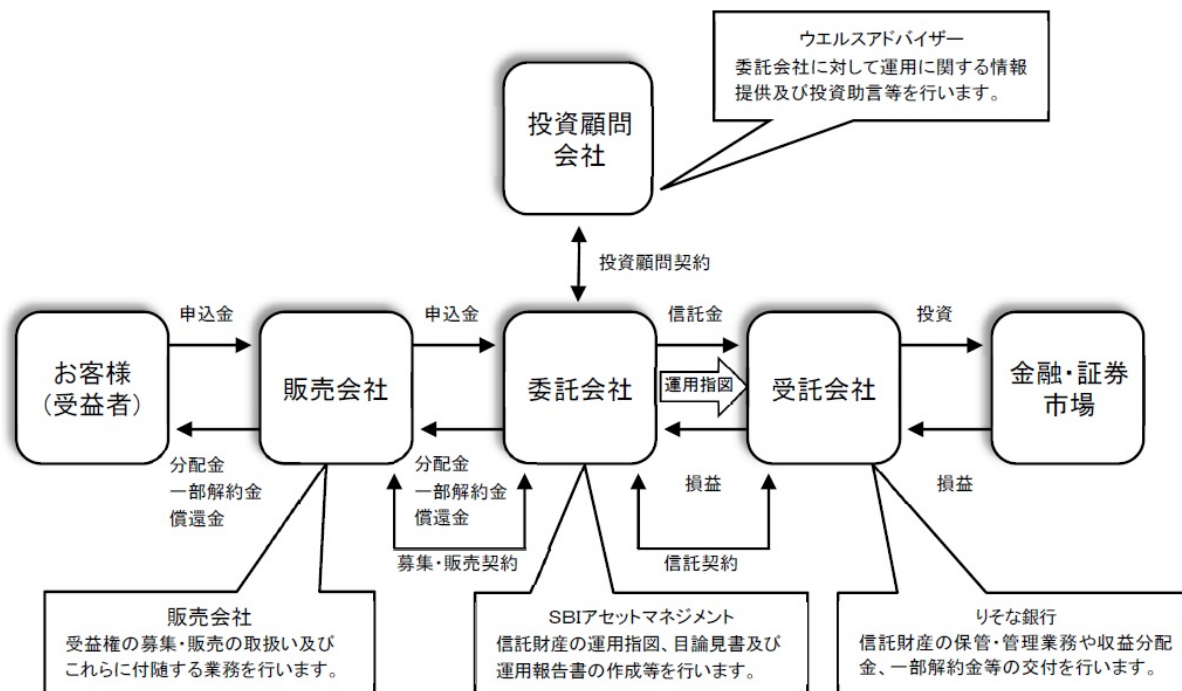 ウエルスアドバイザー
委託会社に対して運用に関する情報
提供及び投資助言等を行います。
投資顧問
会社
投資顧問契約
申込金
申込金
信託金
投資
お客様
（受益者）
販売会社
委託会社
運用指図
受託会社
金融・証券
市場
分配金
一部解約金
償還金
分配金
一部解約金
償還金
損益
損益
募集・販売契約
信託契約
販売会社
受益権の募集・販売の取扱い及び
これらに付随する業務を行います。
SBIアセットマネジメント
信託財産の運用指図、目論見書及び
運用報告書の作成等を行います。
りそな銀行
信託財産の保管・管理業務や収益分配
金、一部解約金等の交付を行います。